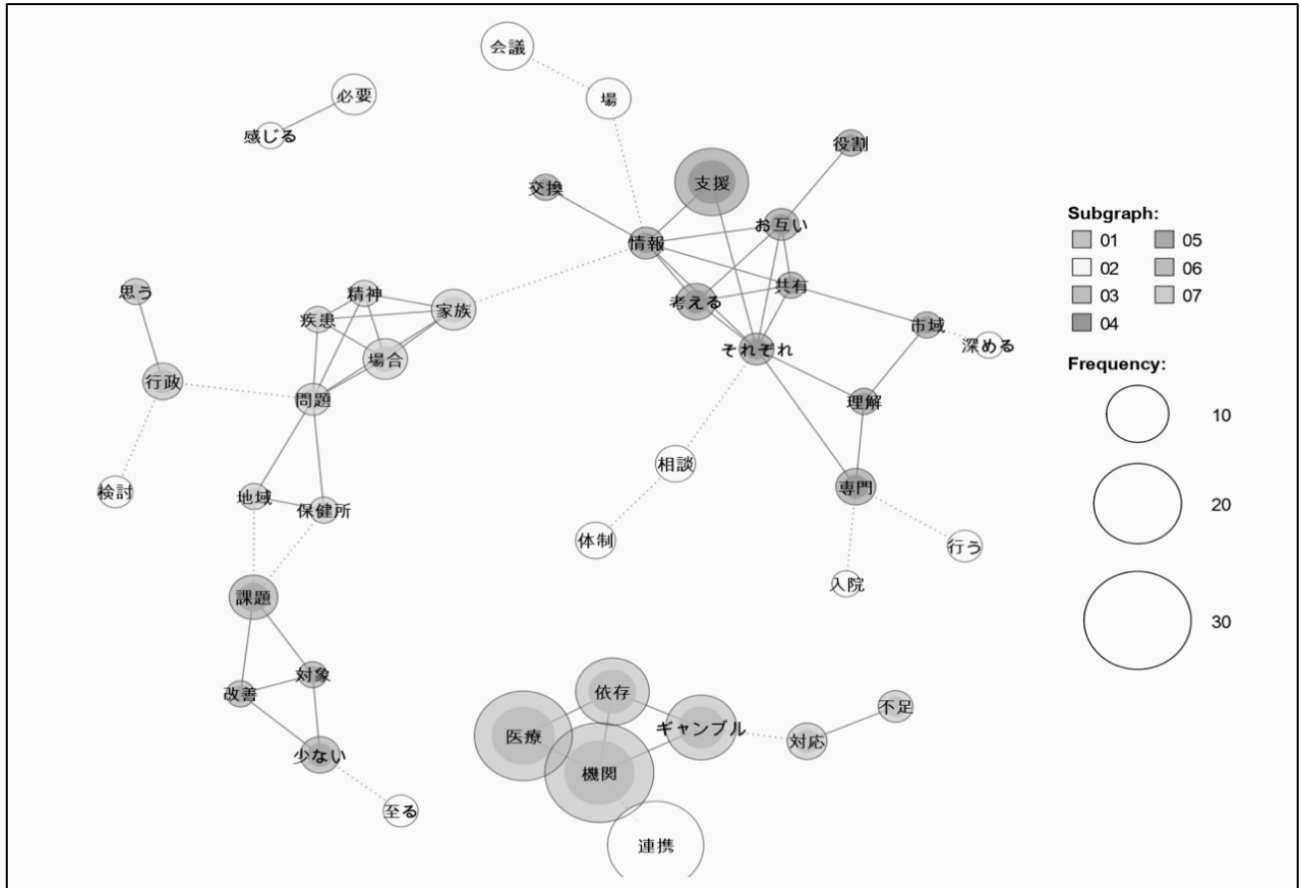 会議
必要
場
感じる
役割
支援
交換
お互い
情報
Subgraph:
01 05
02 06
03 07
04
思う
精神
家族
共有
考える
疾患
市域
それぞれ
深める
場合
行政
問題
理解
Frequency:
10
相談
専門
検討
地域
保健所
20
体制
行う
入院
課題
30
対象
改善
依存
不足
医療
ギャンブル
対応
少ない
機関
至る
連携